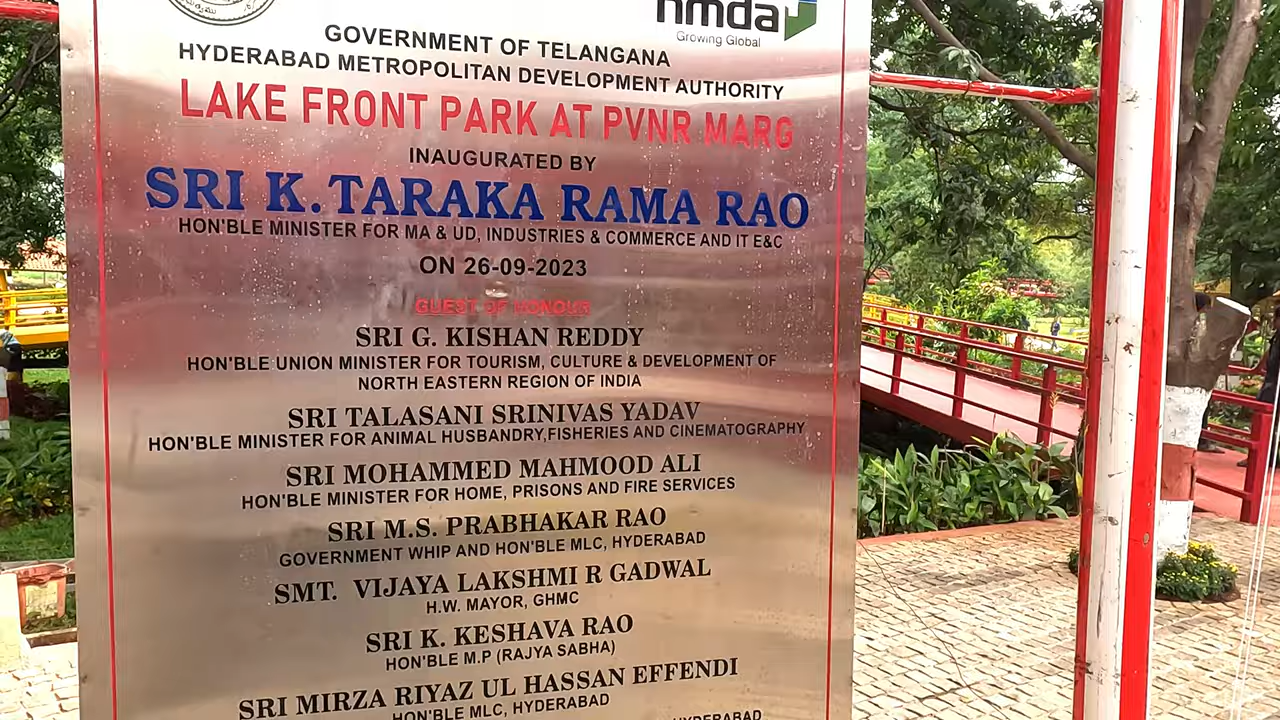 hmda
Growing Global
GOVERNMENT OF TELANGANA
HYDERABAD METROPOLITAN DEVELOPMENT AUTHORITY
LAKE FRONT PARK AT PVNR MARG
INAUGURATED BY
SRI K. TARAKA RAMA RAO
HON'BLE MINISTER FOR MA & UD, INDUSTRIES & COMMERCE AND IT E&C
ON 26-09-2023
GUEST OF HONOUR
SRI G. KISHAN REDDY
HON'BLE UNION MINISTER FOR TOURISM, CULTURE & DEVELOPMENT OF
NORTH EASTERN REGION OF INDIA
SRI TALASANI SRINIVAS YADAV
HON'BLE MINISTER FOR ANIMAL HUSBANDRY,FISHERIES AND CINEMATOGRAPHY
SRI MOHAMMED MAHMOOD ALI
HON'BLE MINISTER FOR HOME, PRISONS AND FIRE SERVICES
SRI M.S. PRABHAKAR RAO
GOVERNMENT WHIP AND HON'BLE MLC, HYDERABAD
SMT. VIJAYA LAKSHMI R GADWAL
H.W. MAYOR, GHMC
SRI K. KESHAVA RAO
HON'BLE M.P (RAJYA SABHA)
SRI MIRZA RIYAZ UL HASSAN EFFENDI
HON'BLE MLC, HYDERABAD
HYDERABAD